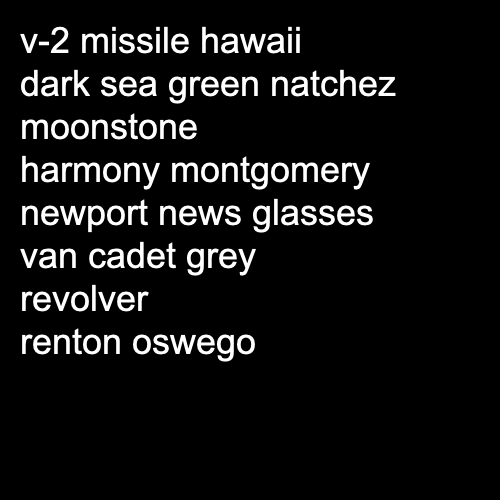 v-2 missile hawaii
dark sea green natchez
moonstone
harmony montgomery
newport news glasses
van cadet grey
revolver
renton oswego